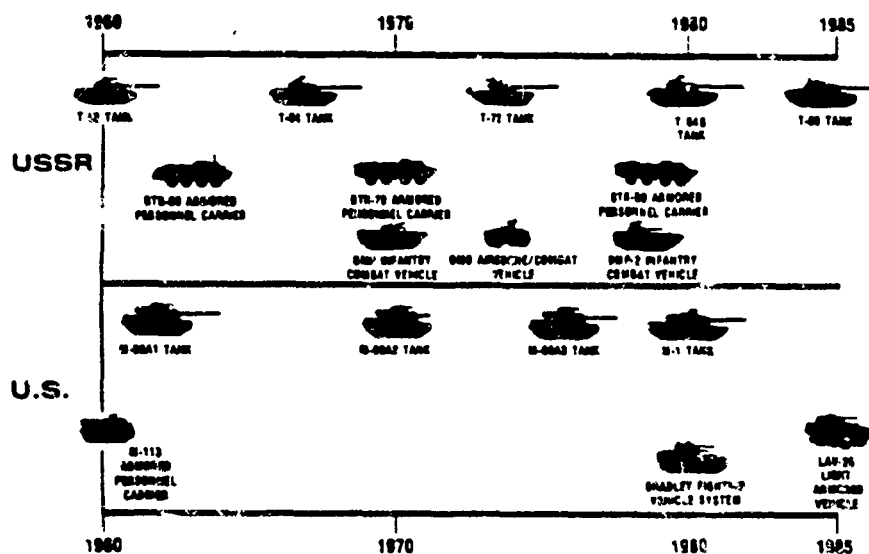 1960 1970 1980 1985
T-62 TANK T-64 TANK T-72 TANK TANK T-80 TANK
USSR
BTR-60 ARMORED BTR-70 ARMORED BTR-80 ARMORED
PERSONNEL CARRIER PERSONNEL CARRIER PERSONNEL CARRIER
BMP INFANTRY AIRBORNE/COMBAT BMP-2 INFANTRY
COMBAT VEHICLE VEHICLE COMBAT VEHICLE
M-60A1 TANK M-60A2 TANK M-60A3 TANK M-1 TANK
U.S.
M-113
ARMORED
PERSONNEL
CARRIER
BRADLEY FIGHTING
VEHICLE SYSTEM
LAV-25
LIGHT
ARMORED
VEHICLE
1960 1970 1980 1985